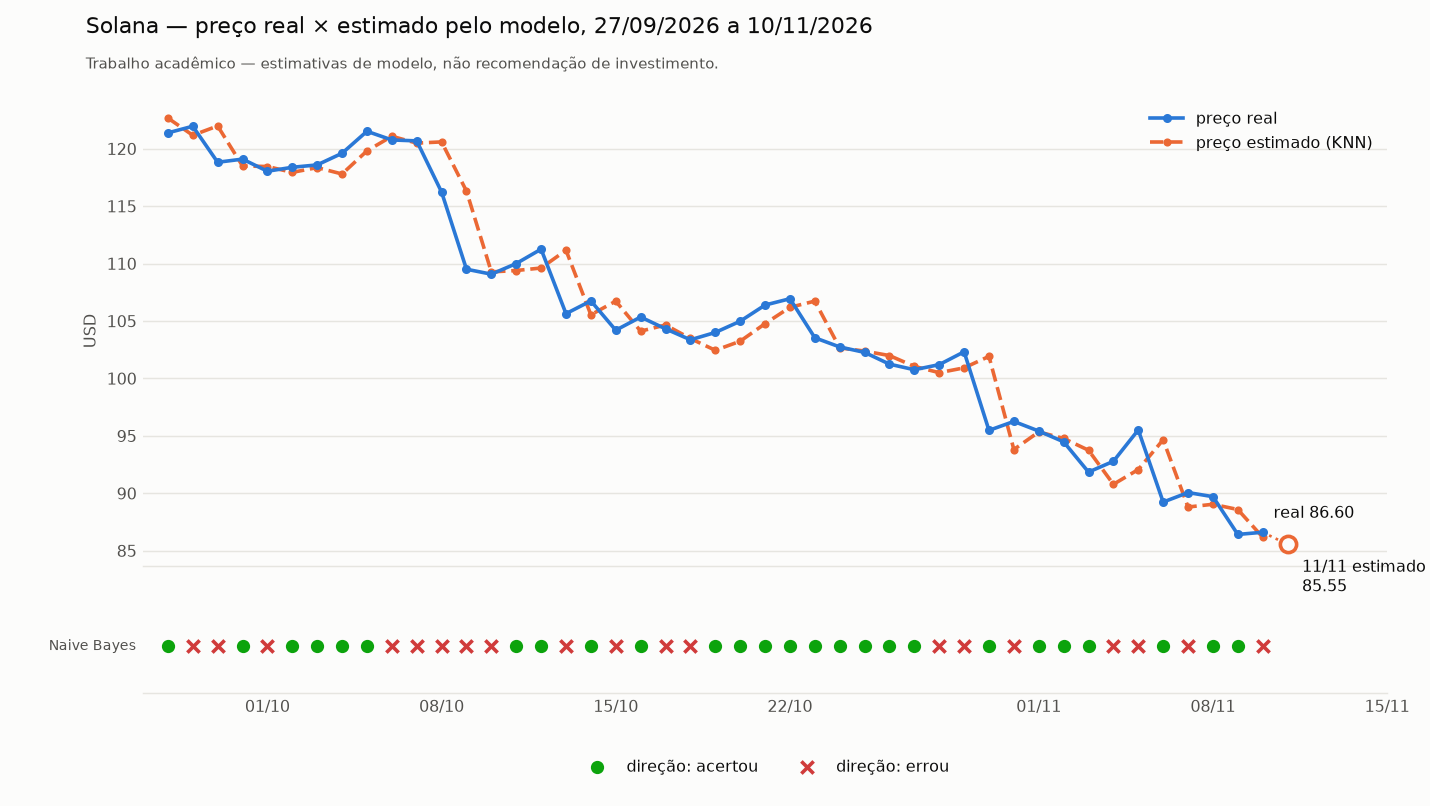 Solana — preço real × estimado pelo modelo, 27/09/2026 a 10/11/2026
Trabalho acadêmico — estimativas de modelo, não recomendação de investimento.
preço real
preço estimado (KNN)
120
115
110
105
100
95
90
85
USD
real 86.60
11/11 estimado
85.55
Naive Bayes
01/10 08/10 15/10 22/10 01/11 08/11 15/11
direção: acertou direção: errou